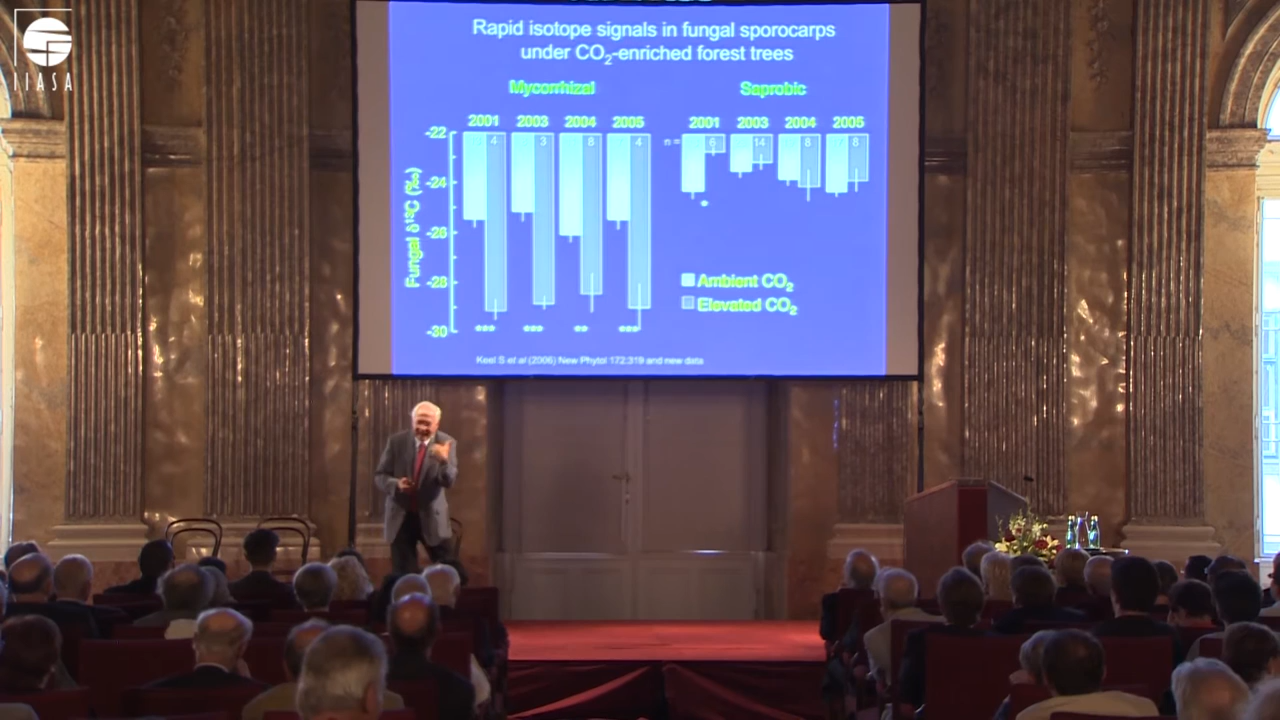 IIASA
Rapid isotope signals in fungal sporocarps
under CO₂-enriched forest trees
Mycorrhizal Saprobic
2001 2003 2004 2005 2001 2003 2004 2005
-22
4 3 8 4 n = 6 14 8 8
-24
-26
-28
-30
Fungal δ¹³C (‰)
*
Ambient CO₂
Elevated CO₂
*** *** ** ***
Keel S et al (2006) New Phytol 172:319 and new data